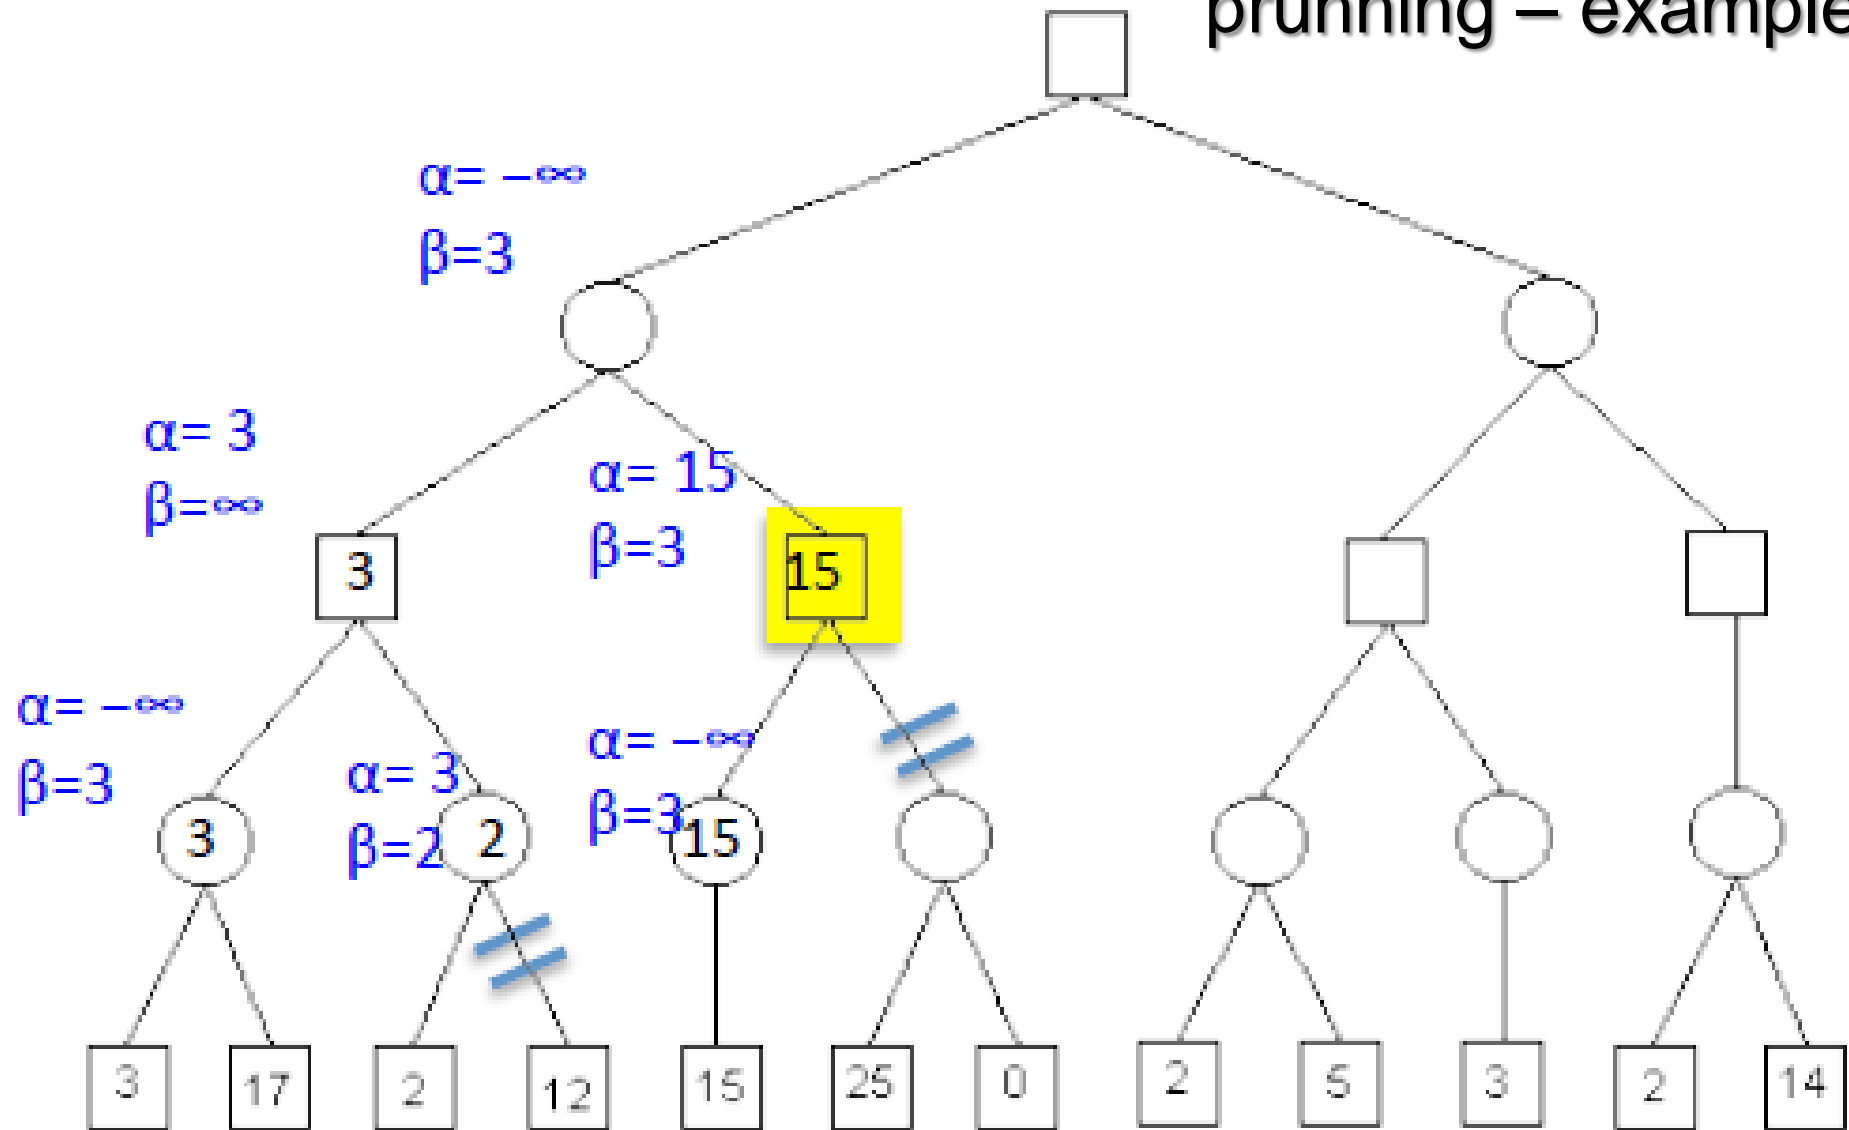 prunning – example
α= −∞
β=3
α= 3
β=∞
α= 15
β=3
3
15
α= −∞
β=3
α= 3
β=2
α= −∞
β=3
3
2
15
3
17
2
12
15
25
0
2
5
3
2
14